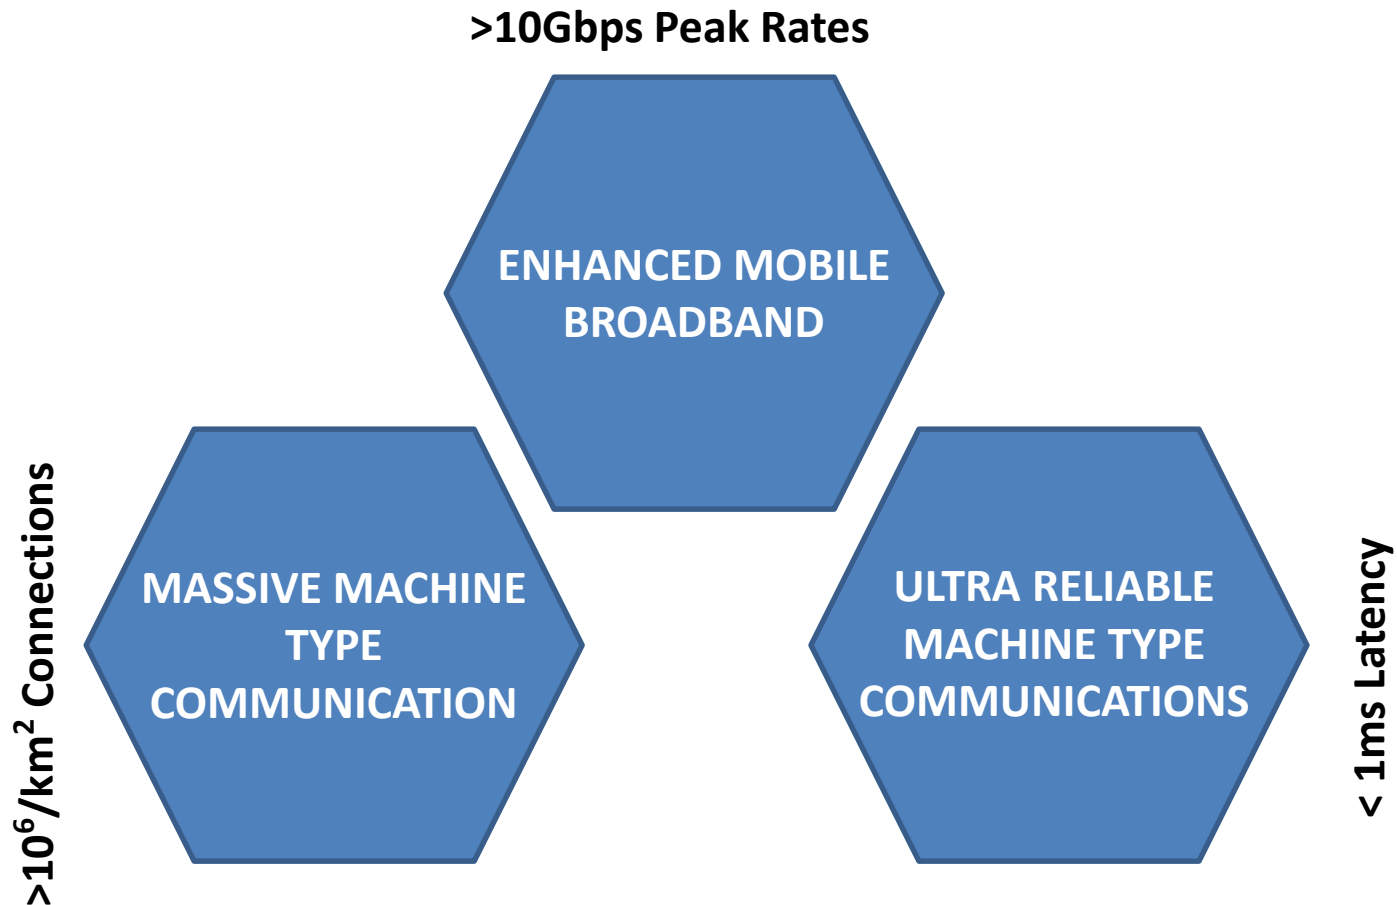 >10Gbps Peak Rates
ENHANCED MOBILE
BROADBAND
>10⁶/km² Connections
MASSIVE MACHINE
TYPE
COMMUNICATION
ULTRA RELIABLE
MACHINE TYPE
COMMUNICATIONS
< 1ms Latency